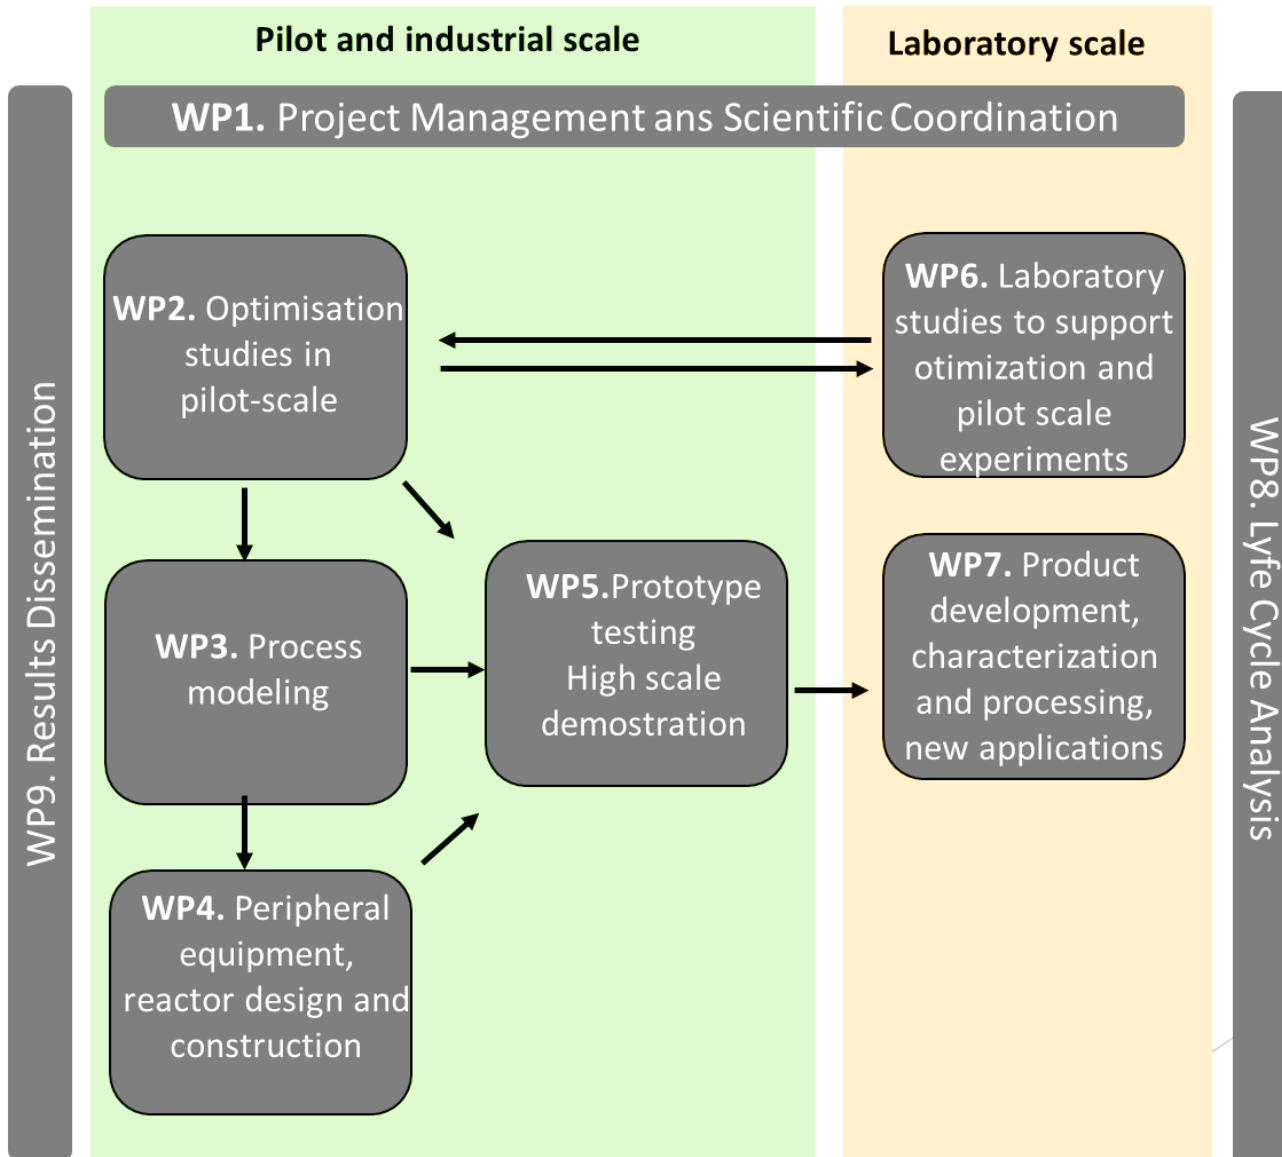 Pilot and industrial scale
Laboratory scale
WP1. Project Management ans Scientific Coordination
WP2. Optimisation
studies in
pilot-scale
WP6. Laboratory
studies to support
otimization and
pilot scale
experiments
WP3. Process
modeling
WP5.Prototype
testing
High scale
demostration
WP7. Product
development,
characterization
and processing,
new applications
WP4. Peripheral
equipment,
reactor design and
construction
WP9. Results Dissemination
WP8. Lyfe Cycle Analysis